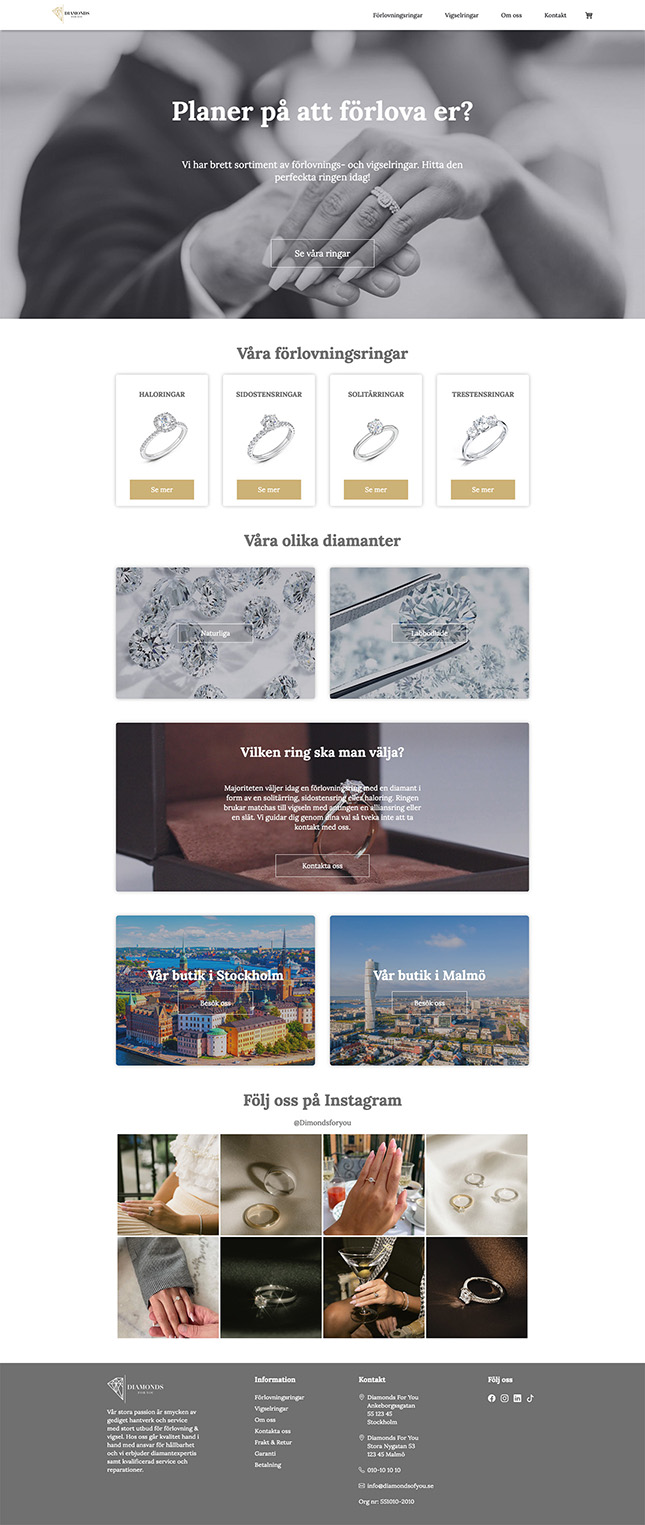 DIAMONDS
FOR YOU
Förlovningsringar
Vigselringar
Om oss
Kontakt
Planer på att förlova er?
Vi har brett sortiment av förlovnings- och vigselringar. Hitta den
perfeckta ringen idag!
Se våra ringar
Våra förlovningsringar
HALORINGAR
SIDOSTENSRINGAR
SOLITÄRRINGAR
TRESTENSRINGAR
Se mer
Se mer
Se mer
Se mer
Våra olika diamanter
Naturliga
Labbodlade
Vilken ring ska man välja?
Majoriteten väljer idag en förlovningsring med en diamant i
form av en solitärring, sidostensring eller haloring. Ringen
brukar matchas till vigseln med antingen en alliansring eller
en slät. Vi guidar dig genom dina val så tveka inte att ta
kontakt med oss.
Kontakta oss
Vår butik i Stockholm
Besök oss
Vår butik i Malmö
Besök oss
Följ oss på Instagram
@Dimondsforyou
DIAMONDS
FOR YOU
Vår stora passion är smycken av
gediget hantverk och service
med stort utbud för förlovning &
vigsel. Hos oss går kvalitet hand i
hand med ansvar för hållbarhet
och vi erbjuder diamantexpertis
samt kvalificerad service och
reparationer.
Information
Förlovningsringar
Vigselringar
Om oss
Kontakta oss
Frakt & Retur
Garanti
Betalning
Kontakt
Diamonds For You
Ankeborgsgatan
55 123 45
Stockholm
Diamonds For You
Stora Nygatan 53
123 45 Malmö
010-10 10 10
info@diamondsofyou.se
Org nr: 551010-2010
Följ oss